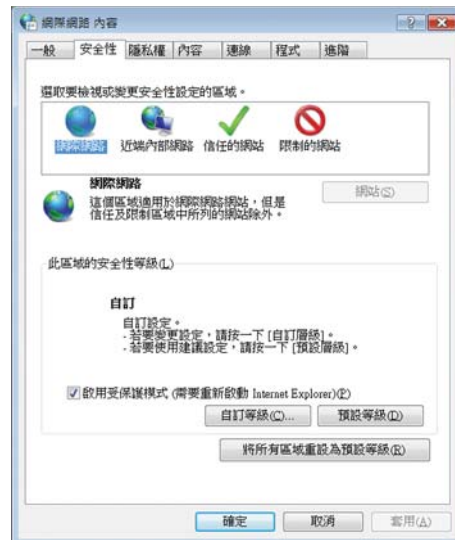 網際網路 內容
一般 安全性 隱私權 內容 連線 程式 進階
選取要檢視或變更安全性設定的區域。
網際網路 近端內部網路 信任的網站 限制的網站
網際網路
這個區域適用於網際網路網站，但是
信任及限制區域中所列的網站除外。
網站(S)
此區域的安全性等級(L)
自訂
自訂設定。
- 若要變更設定，請按一下 [自訂層級]。
- 若要使用建議設定，請按一下 [預設層級]。
啟用受保護模式 (需要重新啟動 Internet Explorer)(P)
自訂等級(C)... 預設等級(D)
將所有區域重設為預設等級(R)
確定 取消 套用(A)